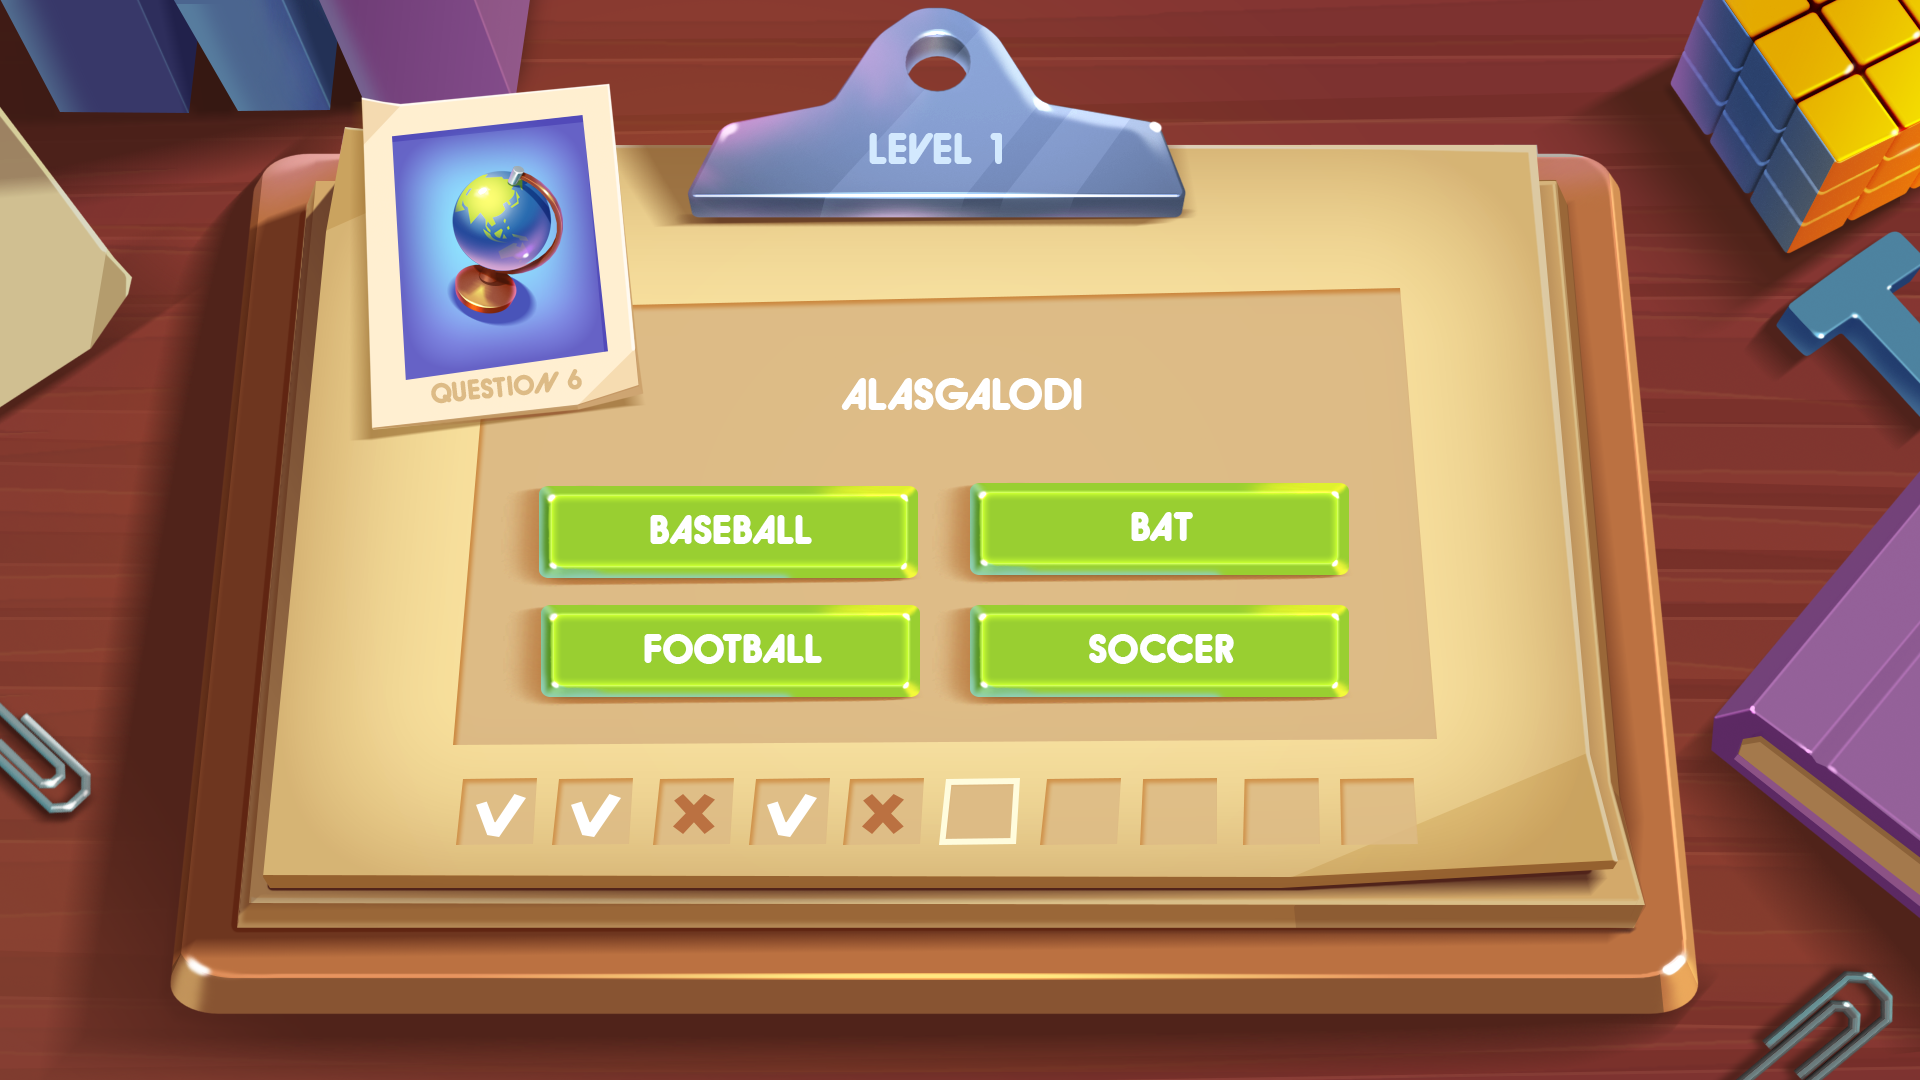 LEVEL 1
QUESTION 6
ALASGALODI
BASEBALL
BAT
FOOTBALL
SOCCER